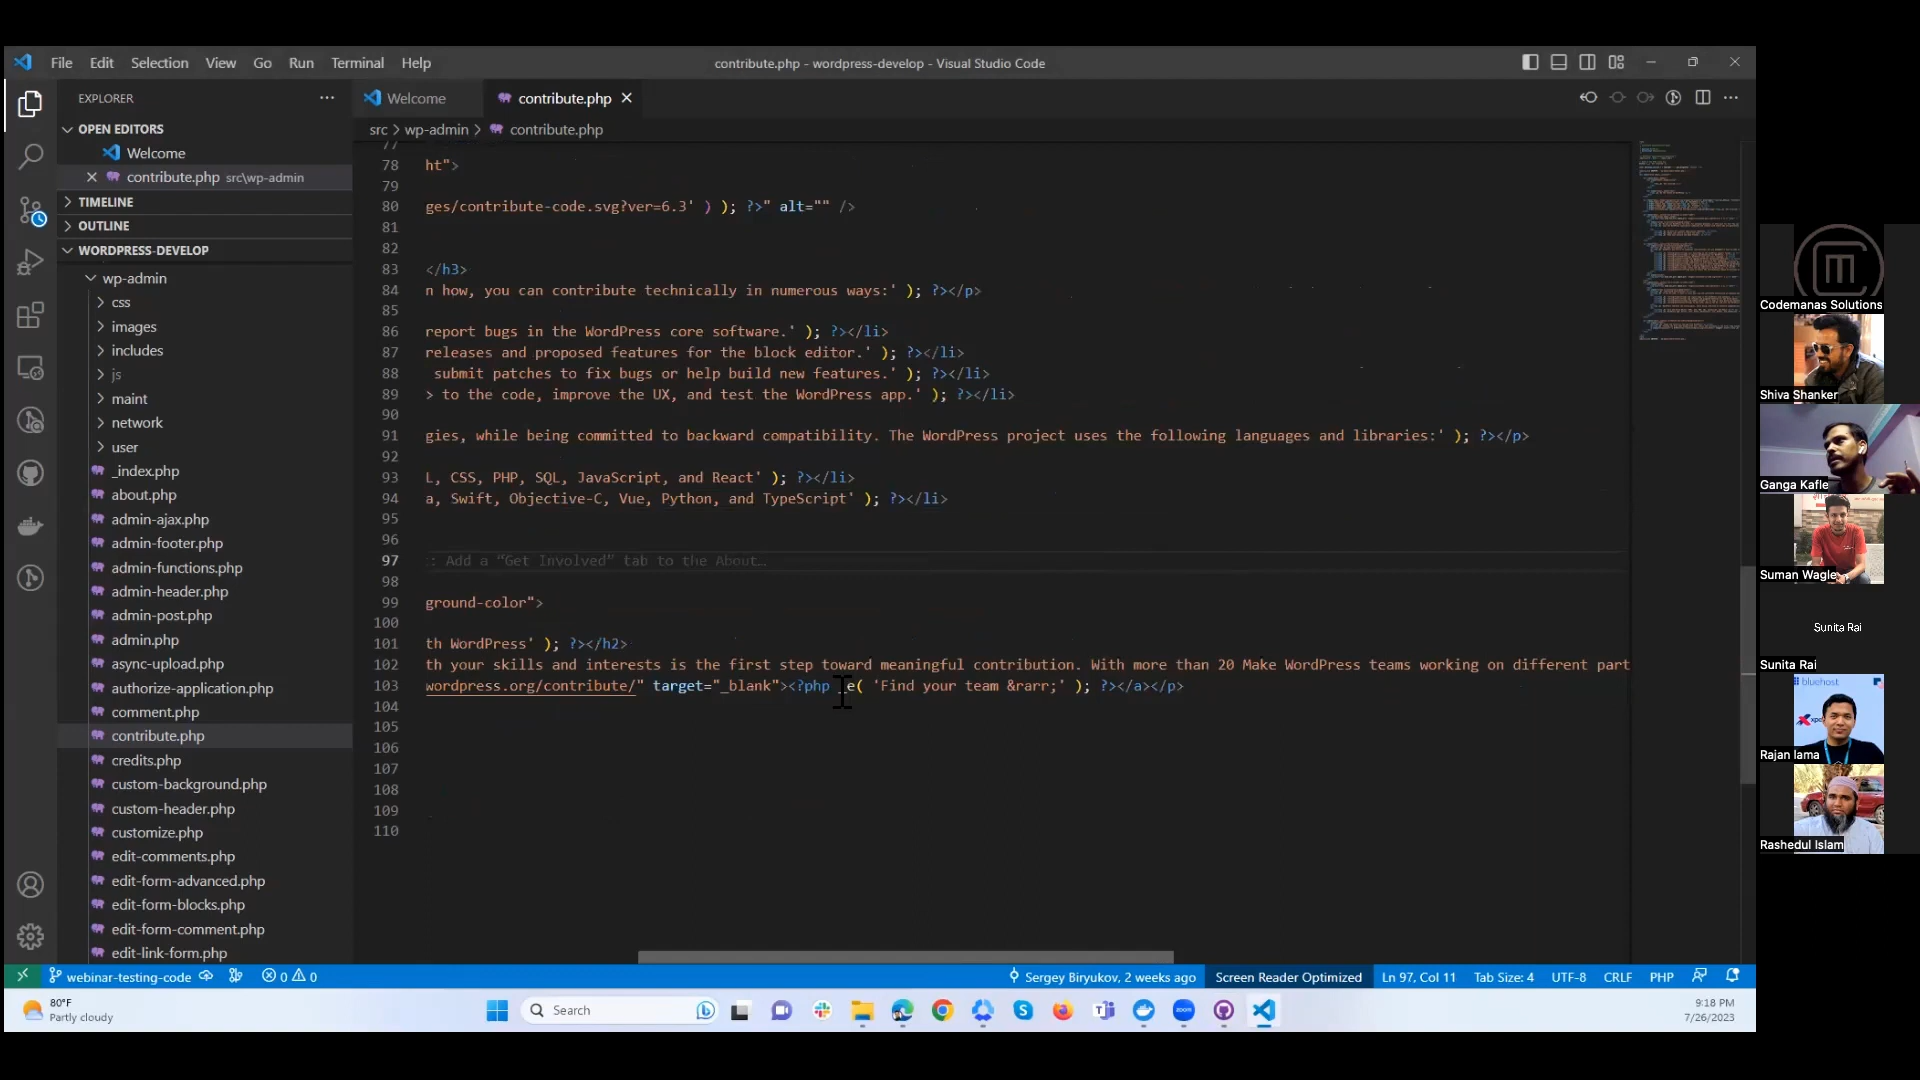 File Edit Selection View Go Run Terminal Help
contribute.php - wordpress-develop - Visual Studio Code
EXPLORER
OPEN EDITORS
Welcome
contribute.php src\wp-admin
TIMELINE
OUTLINE
WORDPRESS-DEVELOP
wp-admin
css
images
includes
js
maint
network
user
_index.php
about.php
admin-ajax.php
admin-footer.php
admin-functions.php
admin-header.php
admin-post.php
admin.php
async-upload.php
authorize-application.php
comment.php
contribute.php
credits.php
custom-background.php
custom-header.php
customize.php
edit-comments.php
edit-form-advanced.php
edit-form-blocks.php
edit-form-comment.php
edit-link-form.php
Welcome contribute.php
src > wp-admin > contribute.php
77
78 ht">
79
80 ges/contribute-code.svg?ver=6.3' ) ); ?>" alt="" />
81
82
83 </h3>
84 n how, you can contribute technically in numerous ways:' ); ?></p>
85
86 report bugs in the WordPress core software.' ); ?></li>
87 releases and proposed features for the block editor.' ); ?></li>
88 submit patches to fix bugs or help build new features.' ); ?></li>
89 > to the code, improve the UX, and test the WordPress app.' ); ?></li>
90
91 gies, while being committed to backward compatibility. The WordPress project uses the following languages and libraries:' ); ?></p>
92
93 L, CSS, PHP, SQL, JavaScript, and React' ); ?></li>
94 a, Swift, Objective-C, Vue, Python, and TypeScript' ); ?></li>
95
96
97 : Add a “Get Involved” tab to the About…
98
99 ground-color">
100
101 th WordPress' ); ?></h2>
102 th your skills and interests is the first step toward meaningful contribution. With more than 20 Make WordPress teams working on different part
103 wordpress.org/contribute/" target="_blank"><?php _e( 'Find your team &rarr;' ); ?></a></p>
104
105
106
107
108
109
110
webinar-testing-code 0 0 Sergey Biryukov, 2 weeks ago Screen Reader Optimized Ln 97, Col 11 Tab Size: 4 UTF-8 CRLF PHP
80°F
Partly cloudy
Search
zoom
9:18 PM
7/26/2023
Codemanas Solutions
Shiva Shanker
Ganga Kafle
Suman Wagle
Sunita Rai
Sunita Rai
bluehost
Rajan lama
Rashedul Islam